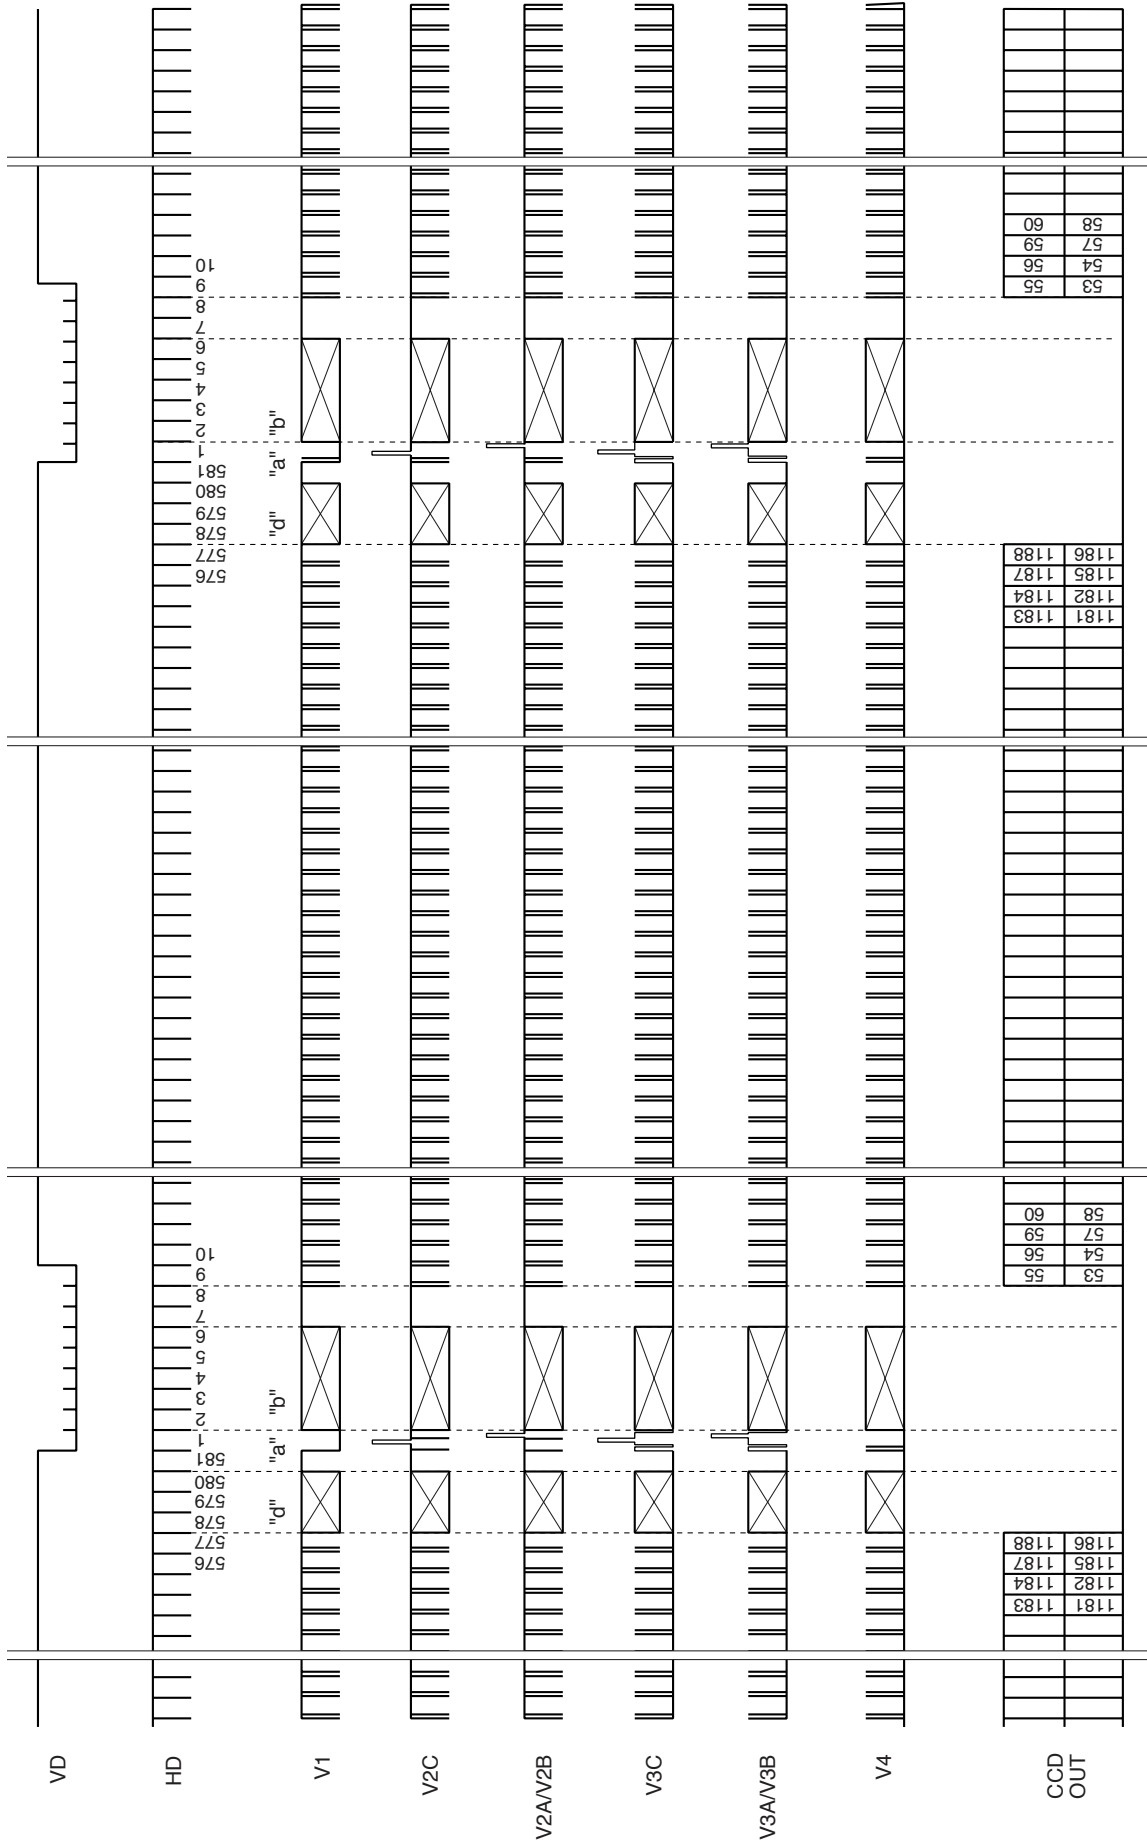 VD
HD
576 577 578 579 580 581 1 2 3 4 5 6 7 8 9 10 576 577 578 579 580 581 1 2 3 4 5 6 7 8 9 10
"d" "a" "b" "d" "a" "b"
V1
V2C
V2A/V2B
V3C
V3A/V3B
V4
CCD
OUT
1183 1184 1187 1188 55 56 59 60 1183 1184 1187 1188 55 56 59 60
1181 1182 1185 1186 53 54 57 58 1181 1182 1185 1186 53 54 57 58